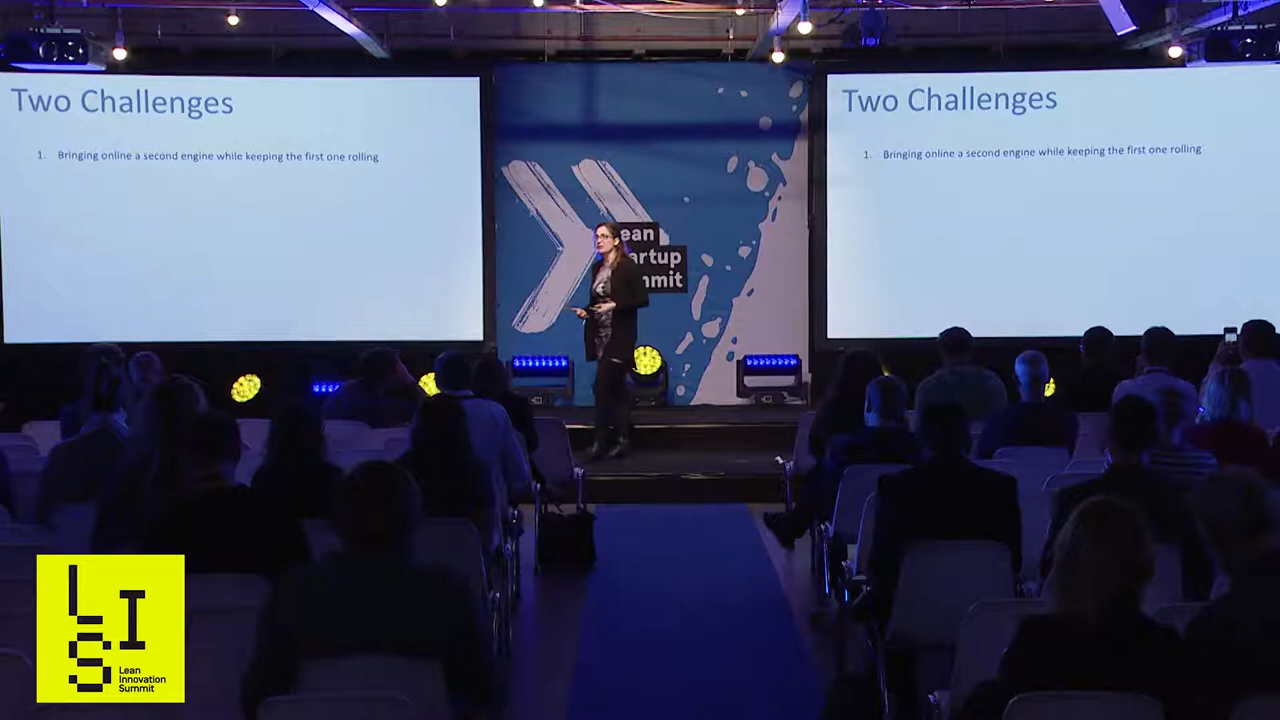 Two Challenges
1. Bringing online a second engine while keeping the first one rolling
Two Challenges
1. Bringing online a second engine while keeping the first one rolling
ean
artup
mmit
LIS
Lean
Innovation
Summit